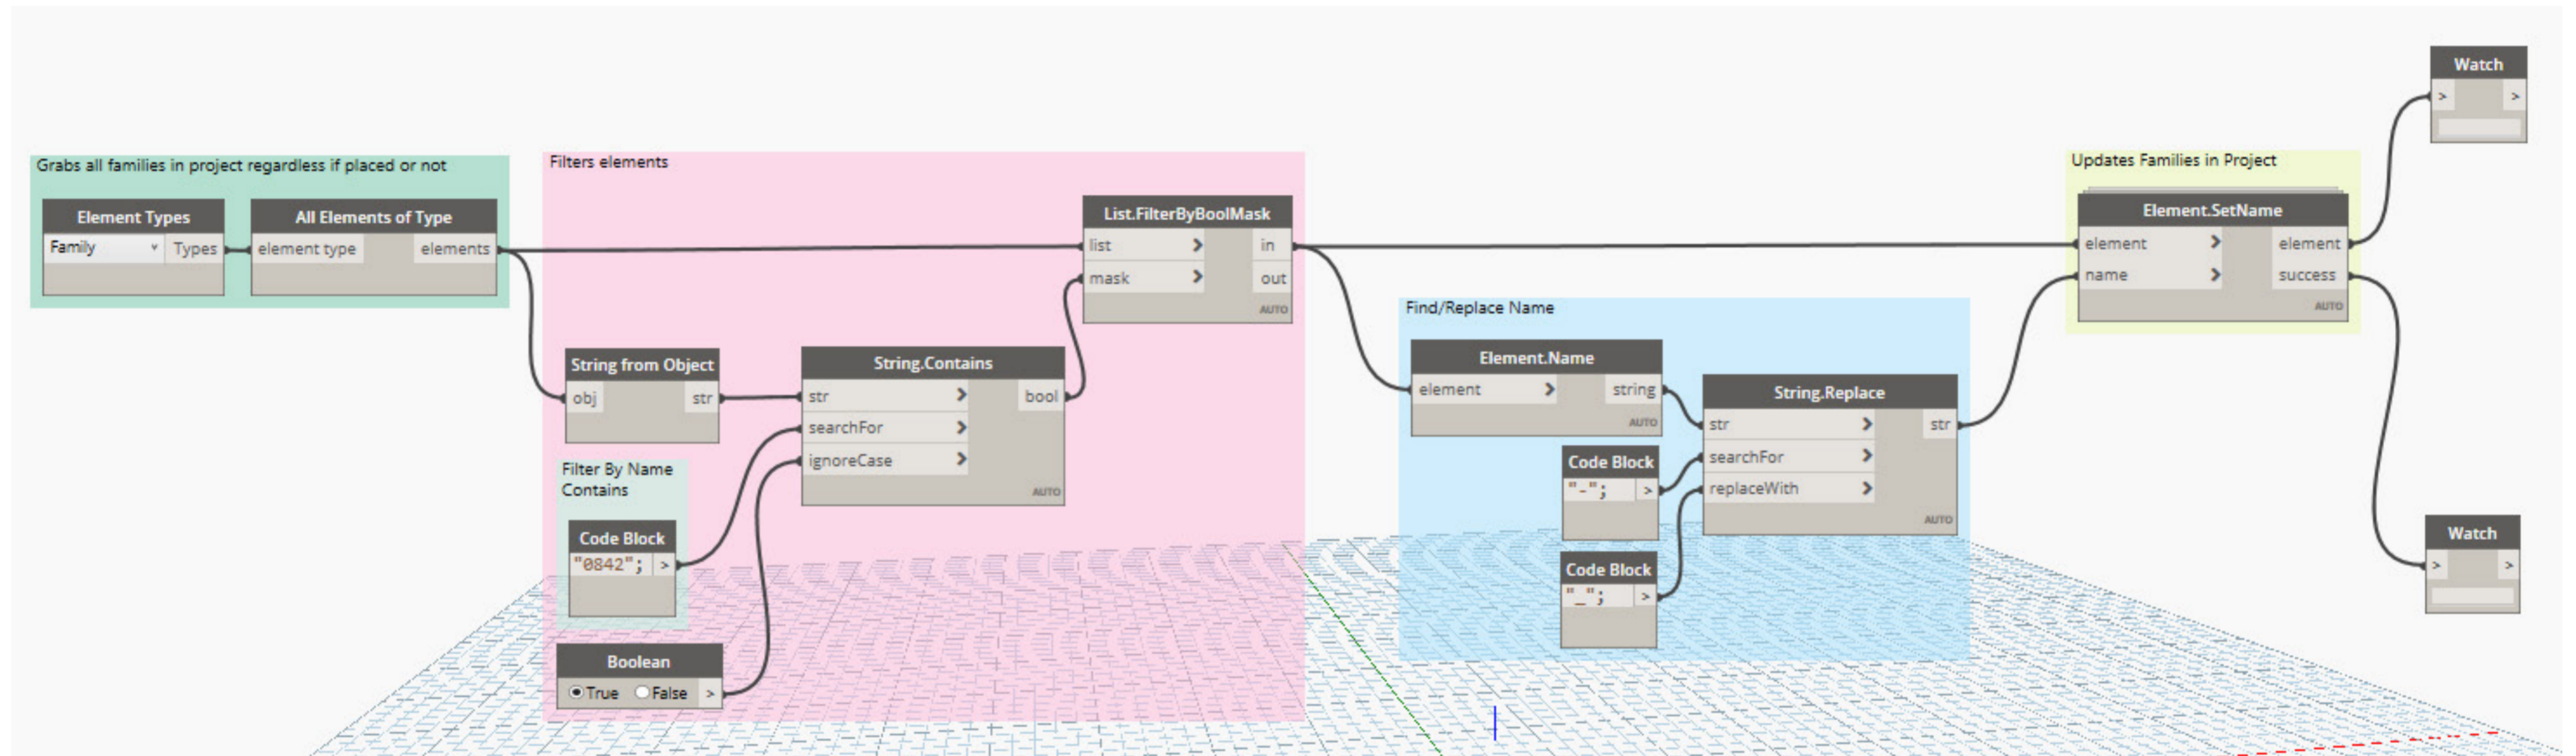 Watch
>
>
Grabs all families in project regardless if placed or not
Element Types
Family
Types
All Elements of Type
element type
elements
Filters elements
List.FilterByBoolMask
list
>
in
mask
>
out
AUTO
String from Object
obj
str
String.Contains
str
>
bool
searchFor
>
ignoreCase
>
AUTO
Filter By Name
Contains
Code Block
"0842";
>
Boolean
True
False
>
Find/Replace Name
Element.Name
element
>
string
AUTO
String.Replace
str
>
str
searchFor
>
replaceWith
>
AUTO
Code Block
"-";
>
Code Block
"_";
>
Updates Families in Project
Element.SetName
element
>
element
name
>
success
AUTO
Watch
>
>